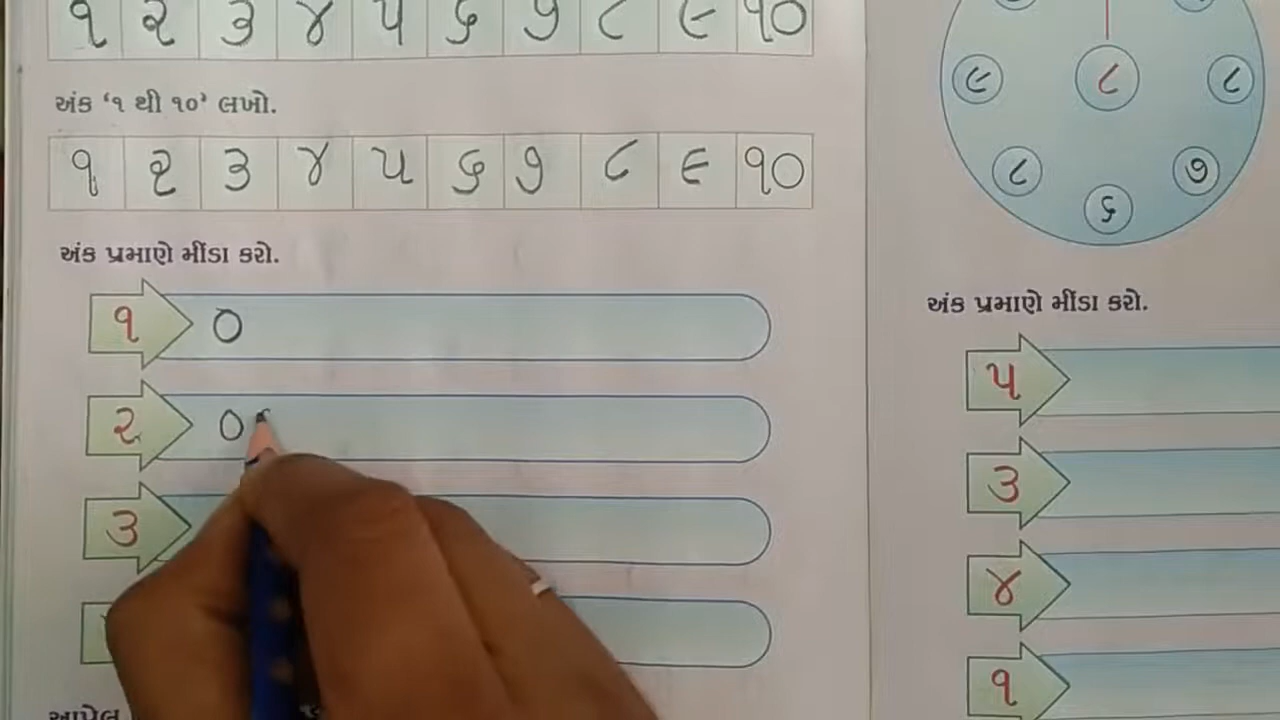 ૧ ૨ ૩ ૪ ૫ ૬ ૭ ૮ ૯ ૧૦
અંક ‘૧ થી ૧૦’ લખો.
૧ ૨ ૩ ૪ ૫ ૬ ૭ ૮ ૯ ૧૦
અંક પ્રમાણે મીંડા કરો.
૧ ૦
૨ ૦
૩
આપેલ
૯ ૮ ૮
૮ ૭
૬
અંક પ્રમાણે મીંડા કરો.
૫
૩
૪
૧